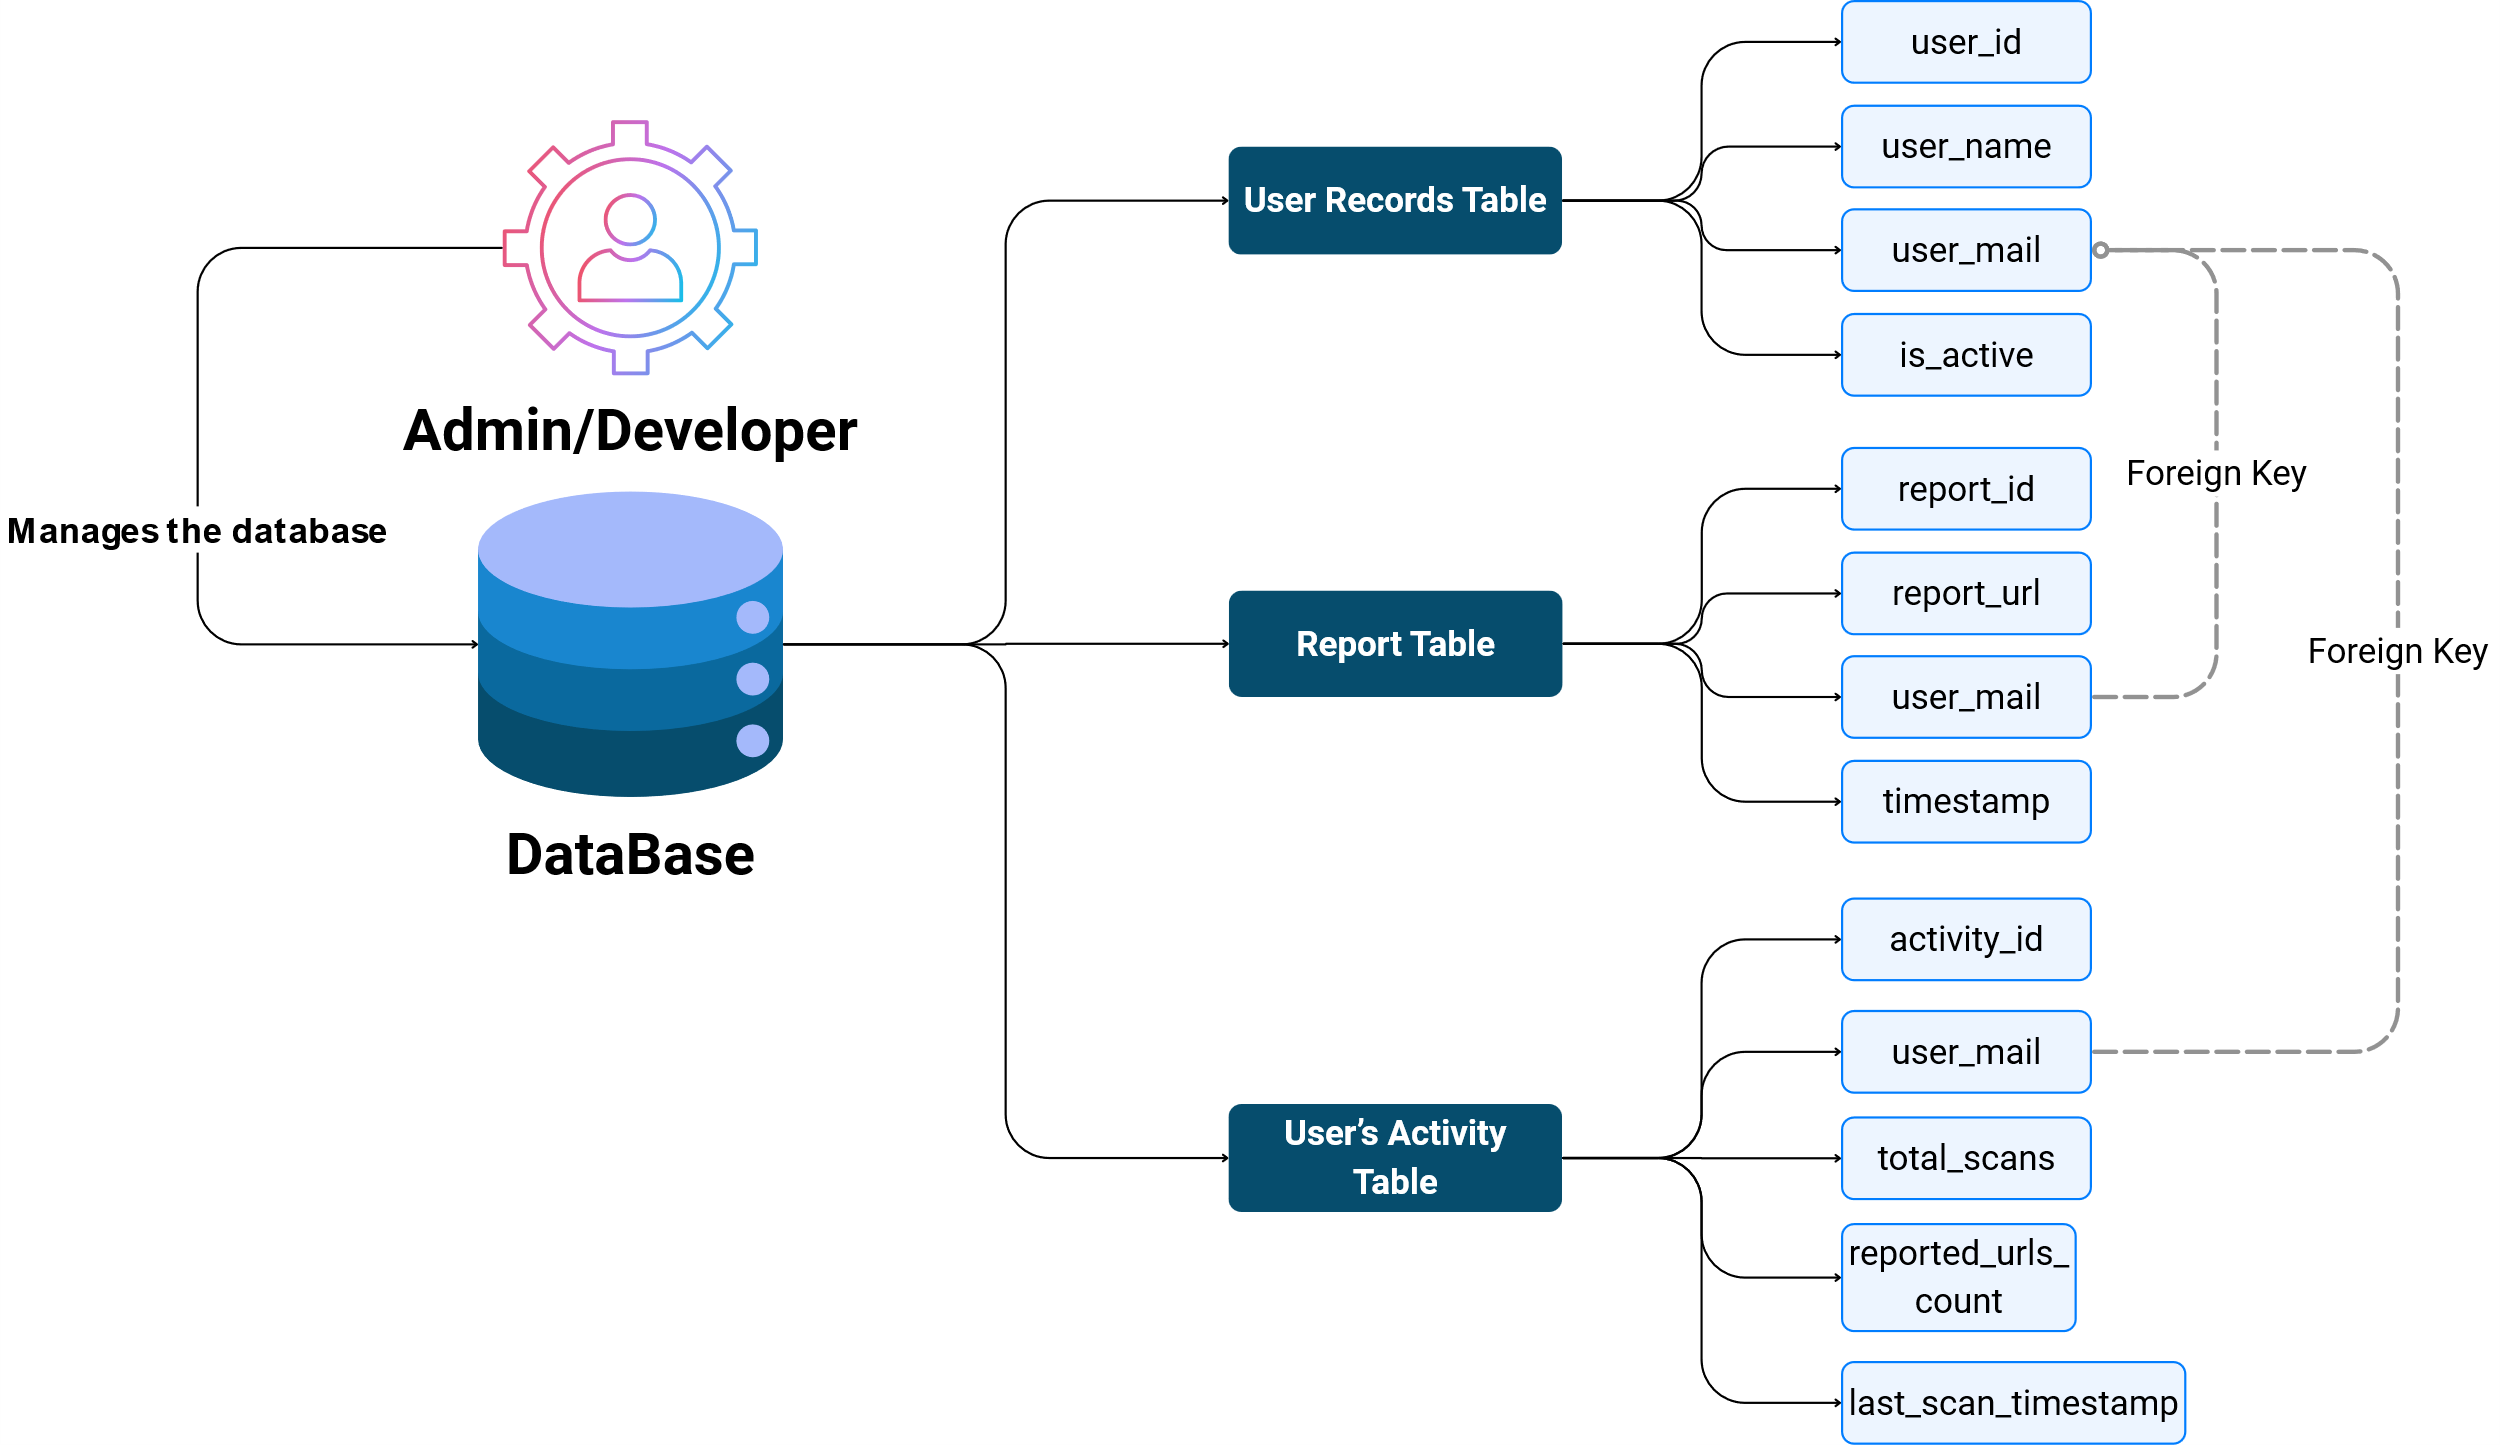 Admin/Developer
Manages the database
DataBase
User Records Table
user_id
user_name
user_mail
is_active
Report Table
report_id
report_url
user_mail
timestamp
User’s Activity
Table
activity_id
user_mail
total_scans
reported_urls_
count
last_scan_timestamp
Foreign Key
Foreign Key